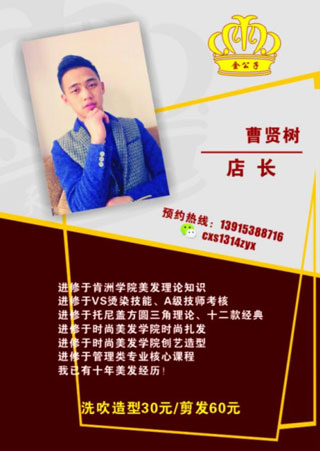 金公子
曹贤树
店 长
预约热线：13915388716
cxs1314zyx
进修于肯洲学院美发理论知识
进修于VS烫染技能、A级技师考核
进修于托尼盖方圆三角理论、十二款经典
进修于时尚美发学院时尚扎发
进修于时尚美发学院创艺造型
进修于管理类专业核心课程
我已有十年美发经历！
洗吹造型30元/剪发60元